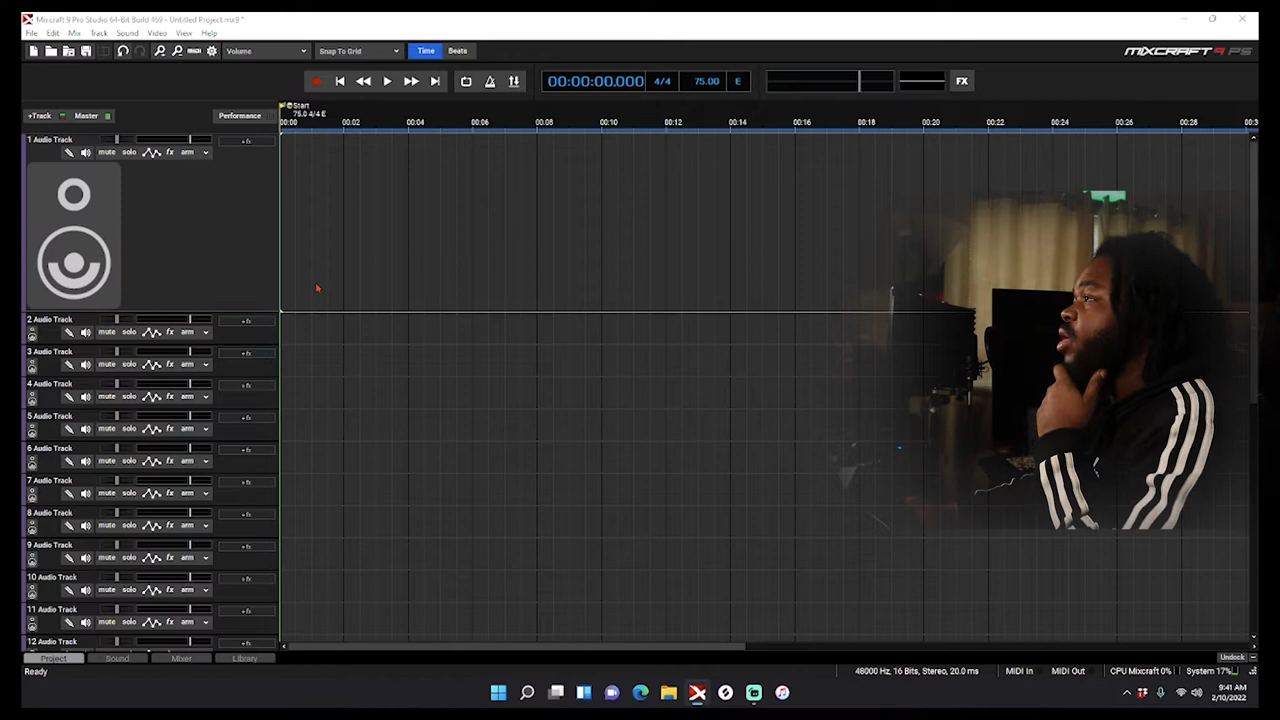 Mixcraft 9 Pro Studio 64-Bit Build 469 - Untitled Project.mx9 *
File Edit Mix Track Sound Video View Help
Volume Snap To Grid Time Beats
MIXCRAFT 9 PS
00:00:00.000 4/4 75.00 E FX
+Track Master Performance
Start
75.0 4/4 E
00:00 00:02 00:04 00:06 00:08 00:10 00:12 00:14 00:16 00:18 00:20 00:22 00:24 00:26 00:28 00:3
1 Audio Track
mute solo fx arm +fx
2 Audio Track
mute solo fx arm +fx
3 Audio Track
mute solo fx arm +fx
4 Audio Track
mute solo fx arm +fx
5 Audio Track
mute solo fx arm +fx
6 Audio Track
mute solo fx arm +fx
7 Audio Track
mute solo fx arm +fx
8 Audio Track
mute solo fx arm +fx
9 Audio Track
mute solo fx arm +fx
10 Audio Track
mute solo fx arm +fx
11 Audio Track
mute solo fx arm +fx
12 Audio Track +fx
Project Sound Mixer Library Undock
Ready 48000 Hz, 16 Bits, Stereo, 20.0 ms MIDI In MIDI Out CPU Mixcraft 0% System 17%
9:41 AM
2/10/2022